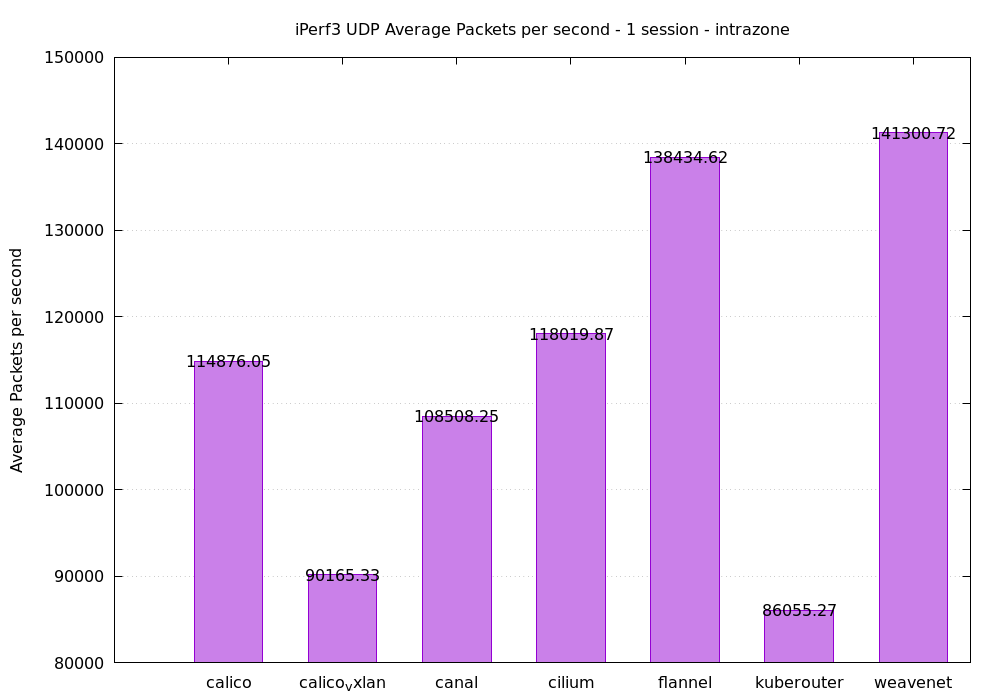 iPerf3 UDP Average Packets per second - 1 session - intrazone
150000
140000
130000
120000
110000
100000
90000
80000
Average Packets per second
114876.05
90165.33
108508.25
118019.87
138434.62
86055.27
141300.72
calico
calicovxlan
canal
cilium
flannel
kuberouter
weavenet